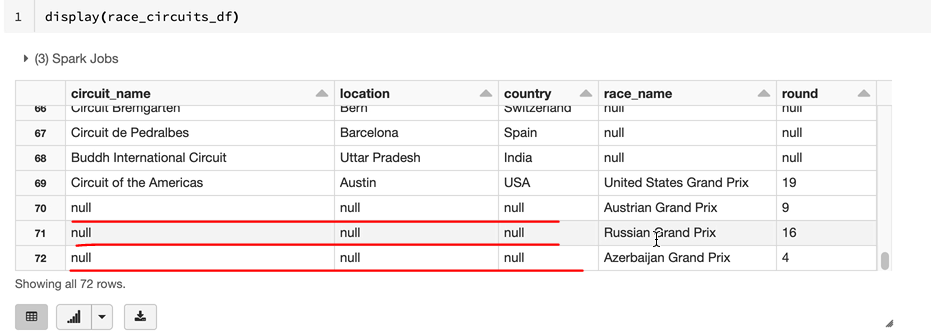 1 display(race_circuits_df)
(3) Spark Jobs
circuit_name location country race_name round
66 Circuit Bremgarten Bern Switzerland null null
67 Circuit de Pedralbes Barcelona Spain null null
68 Buddh International Circuit Uttar Pradesh India null null
69 Circuit of the Americas Austin USA United States Grand Prix 19
70 null null null Austrian Grand Prix 9
71 null null null Russian Grand Prix 16
72 null null null Azerbaijan Grand Prix 4
Showing all 72 rows.